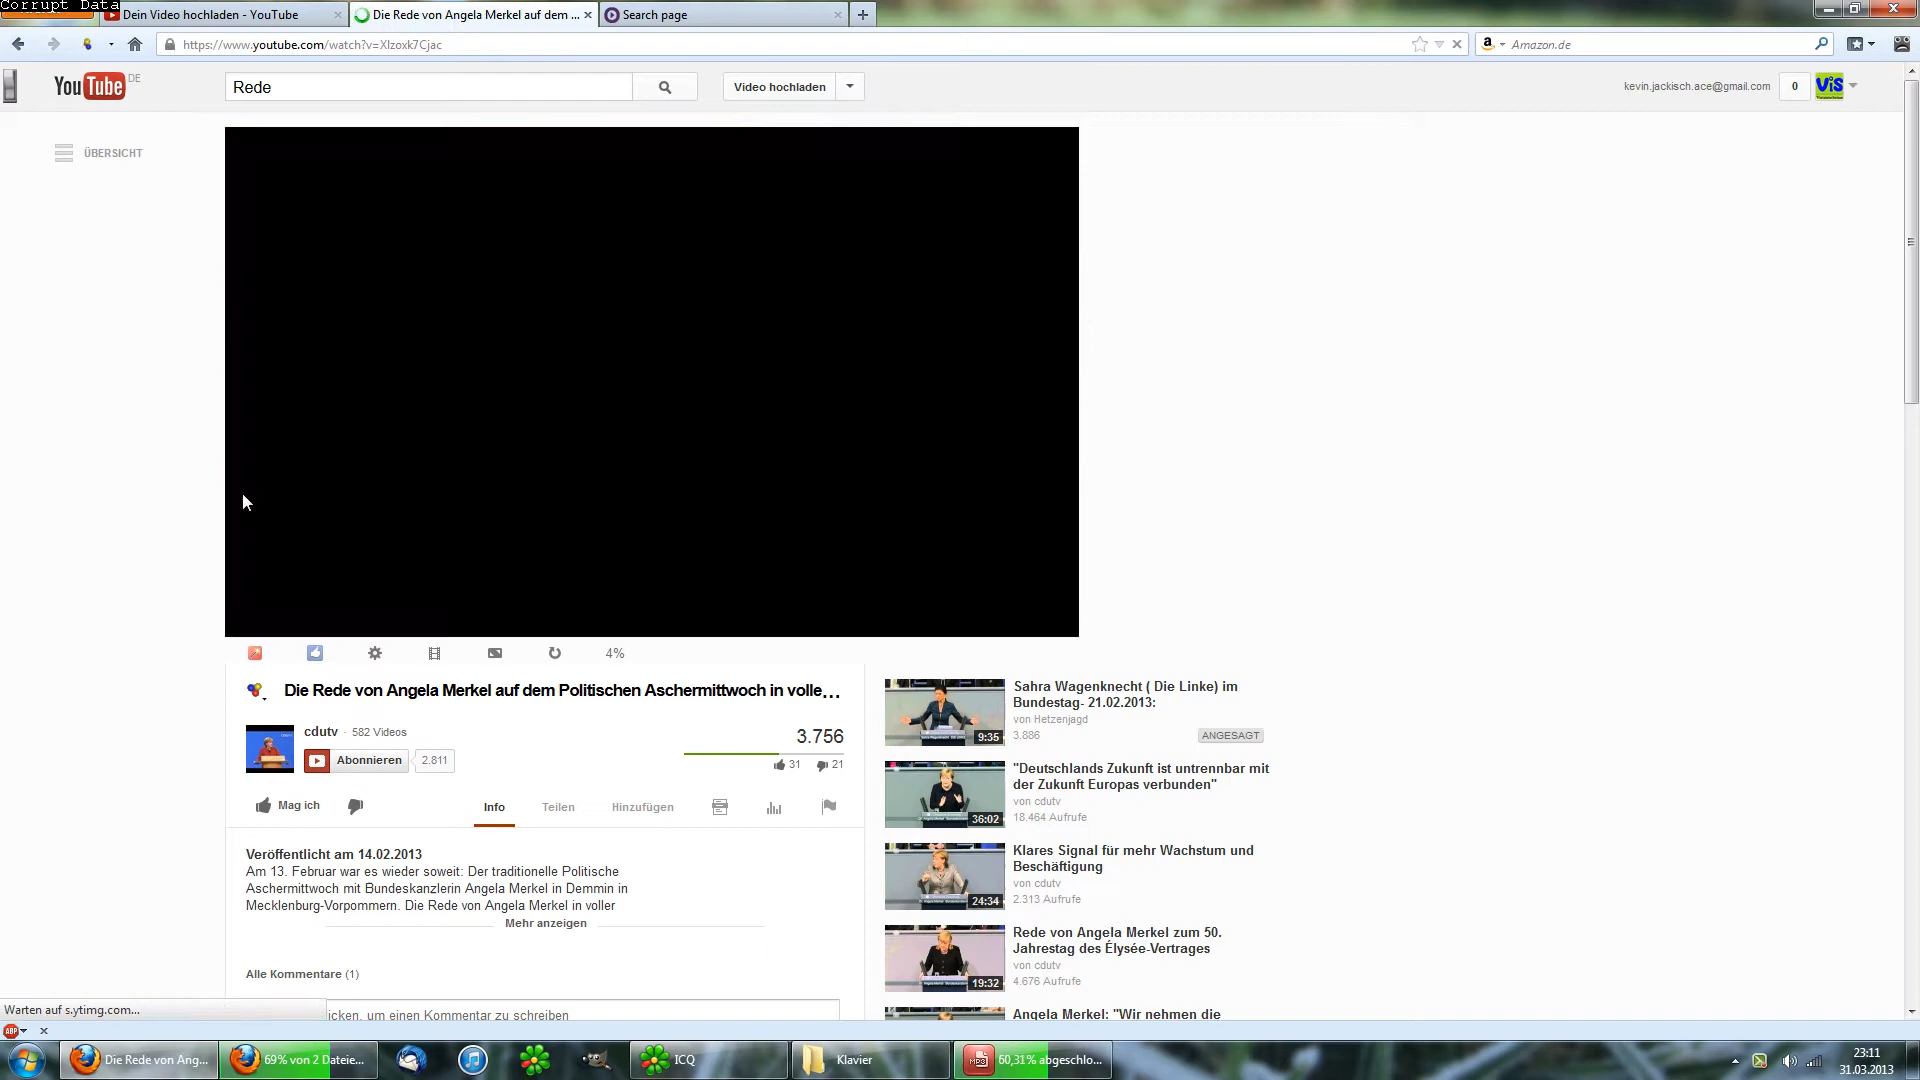 Corrupt Data
Dein Video hochladen - YouTube
Die Rede von Angela Merkel auf dem ...
Search page
https://www.youtube.com/watch?v=XIzoxk7Cjac
Amazon.de
YouTube DE
Rede
Video hochladen
kevin.jackisch.ace@gmail.com
0
ViS
ÜBERSICHT
4%
Die Rede von Angela Merkel auf dem Politischen Aschermittwoch in volle...
cdutv · 582 Videos
Abonnieren
2.811
3.756
31
21
Mag ich
Info
Teilen
Hinzufügen
Veröffentlicht am 14.02.2013
Am 13. Februar war es wieder soweit: Der traditionelle Politische
Aschermittwoch mit Bundeskanzlerin Angela Merkel in Demmin in
Mecklenburg-Vorpommern. Die Rede von Angela Merkel in voller
Mehr anzeigen
Alle Kommentare (1)
icken, um einen Kommentar zu schreiben
9:35
Sahra Wagenknecht ( Die Linke) im
Bundestag- 21.02.2013:
von Hetzenjagd
3.886
ANGESAGT
36:02
"Deutschlands Zukunft ist untrennbar mit
der Zukunft Europas verbunden"
von cdutv
18.464 Aufrufe
24:34
Klares Signal für mehr Wachstum und
Beschäftigung
von cdutv
2.313 Aufrufe
19:32
Rede von Angela Merkel zum 50.
Jahrestag des Élysée-Vertrages
von cdutv
4.676 Aufrufe
Angela Merkel: "Wir nehmen die
Warten auf s.ytimg.com...
ABP
Die Rede von Ang...
69% von 2 Dateie...
ICQ
Klavier
MP3
60,31% abgeschlo...
23:11
31.03.2013